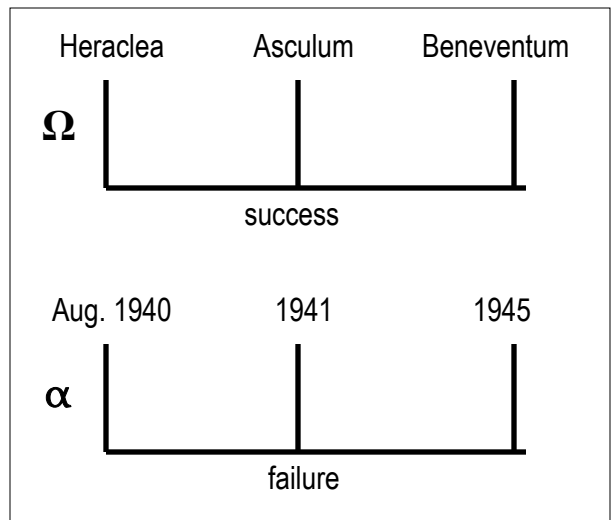 Heraclea Asculum Beneventum
Ω
success
Aug. 1940 1941 1945
α
failure